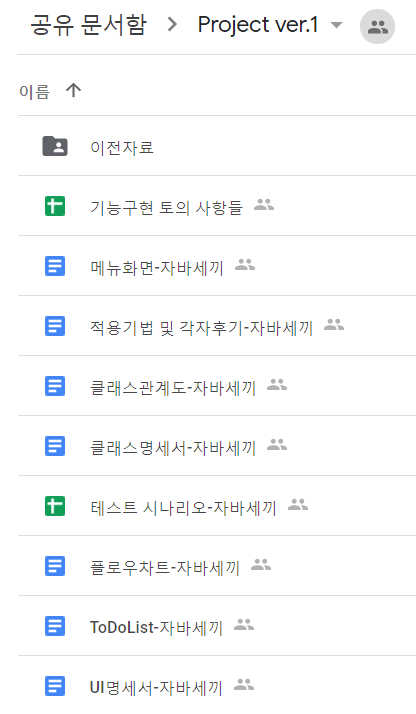 공유 문서함 > Project ver.1
이름
이전자료
기능구현 토의 사항들
메뉴화면-자바세끼
적용기법 및 각자후기-자바세끼
클래스관계도-자바세끼
클래스명세서-자바세끼
테스트 시나리오-자바세끼
플로우차트-자바세끼
ToDoList-자바세끼
UI명세서-자바세끼